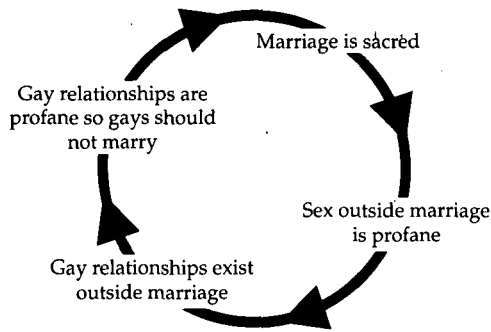 Marriage is sacred
Sex outside marriage
is profane
Gay relationships exist
outside marriage
Gay relationships are
profane so gays should
not marry